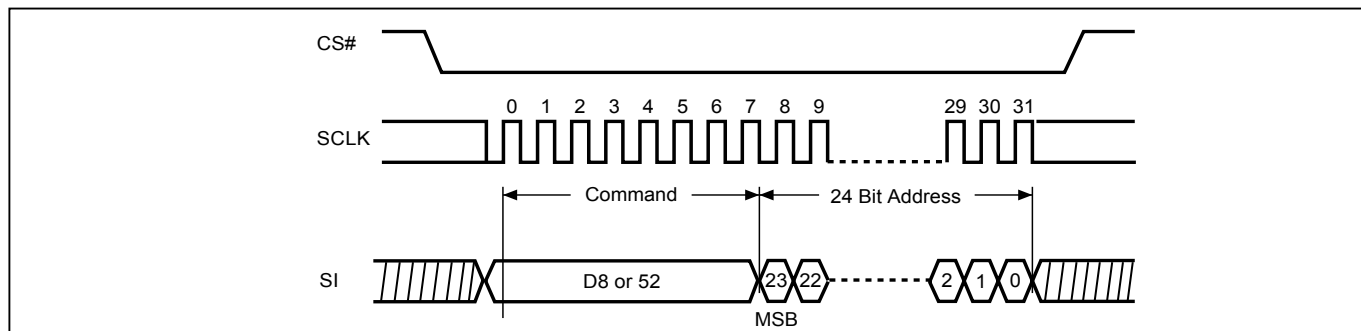 CS#
0 1 2 3 4 5 6 7 8 9 29 30 31
SCLK
Command 24 Bit Address
SI D8 or 52 23 22 2 1 0
MSB